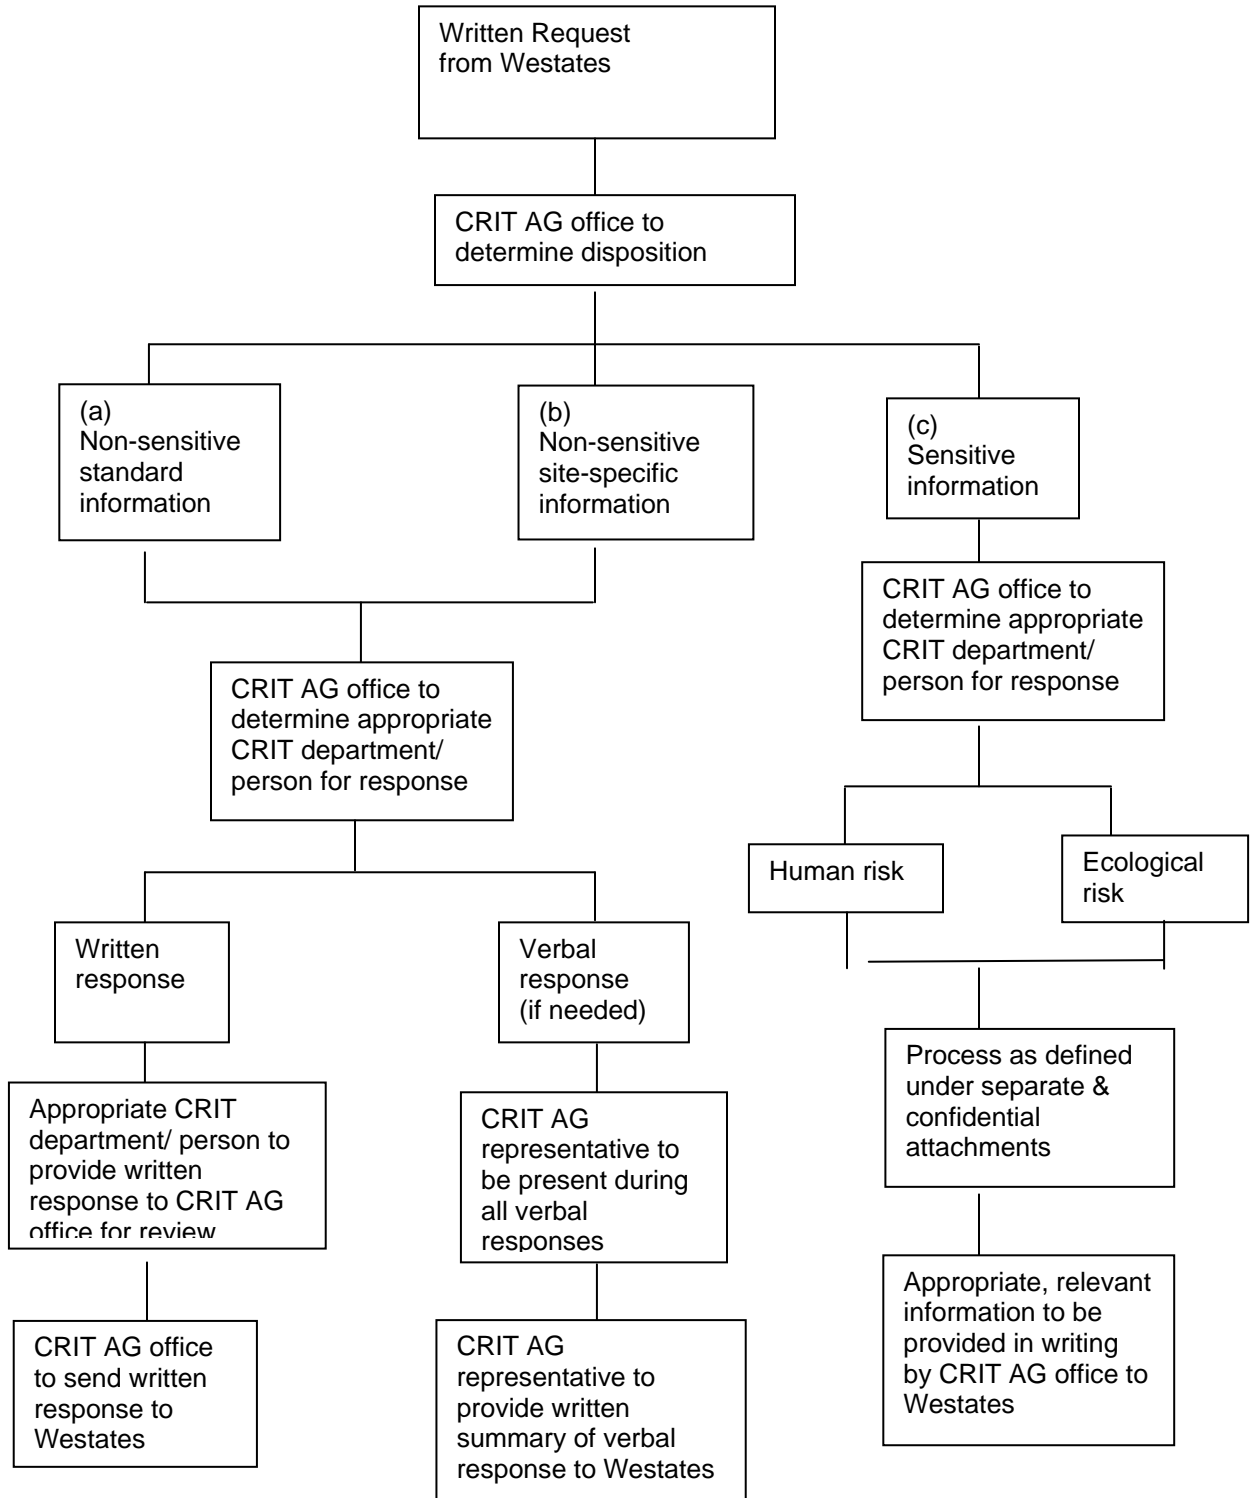 Written Request
from Westates
CRIT AG office to
determine disposition
(a)
Non-sensitive
standard
information
(b)
Non-sensitive
site-specific
information
(c)
Sensitive
information
CRIT AG office to
determine appropriate
CRIT department/
person for response
CRIT AG office to
determine appropriate
CRIT department/
person for response
Human risk
Ecological
risk
Written
response
Verbal
response
(if needed)
Process as defined
under separate &
confidential
attachments
Appropriate CRIT
department/ person to
provide written
response to CRIT AG
office for review
CRIT AG
representative to
be present during
all verbal
responses
Appropriate, relevant
information to be
provided in writing
by CRIT AG office to
Westates
CRIT AG office
to send written
response to
Westates
CRIT AG
representative to
provide written
summary of verbal
response to Westates